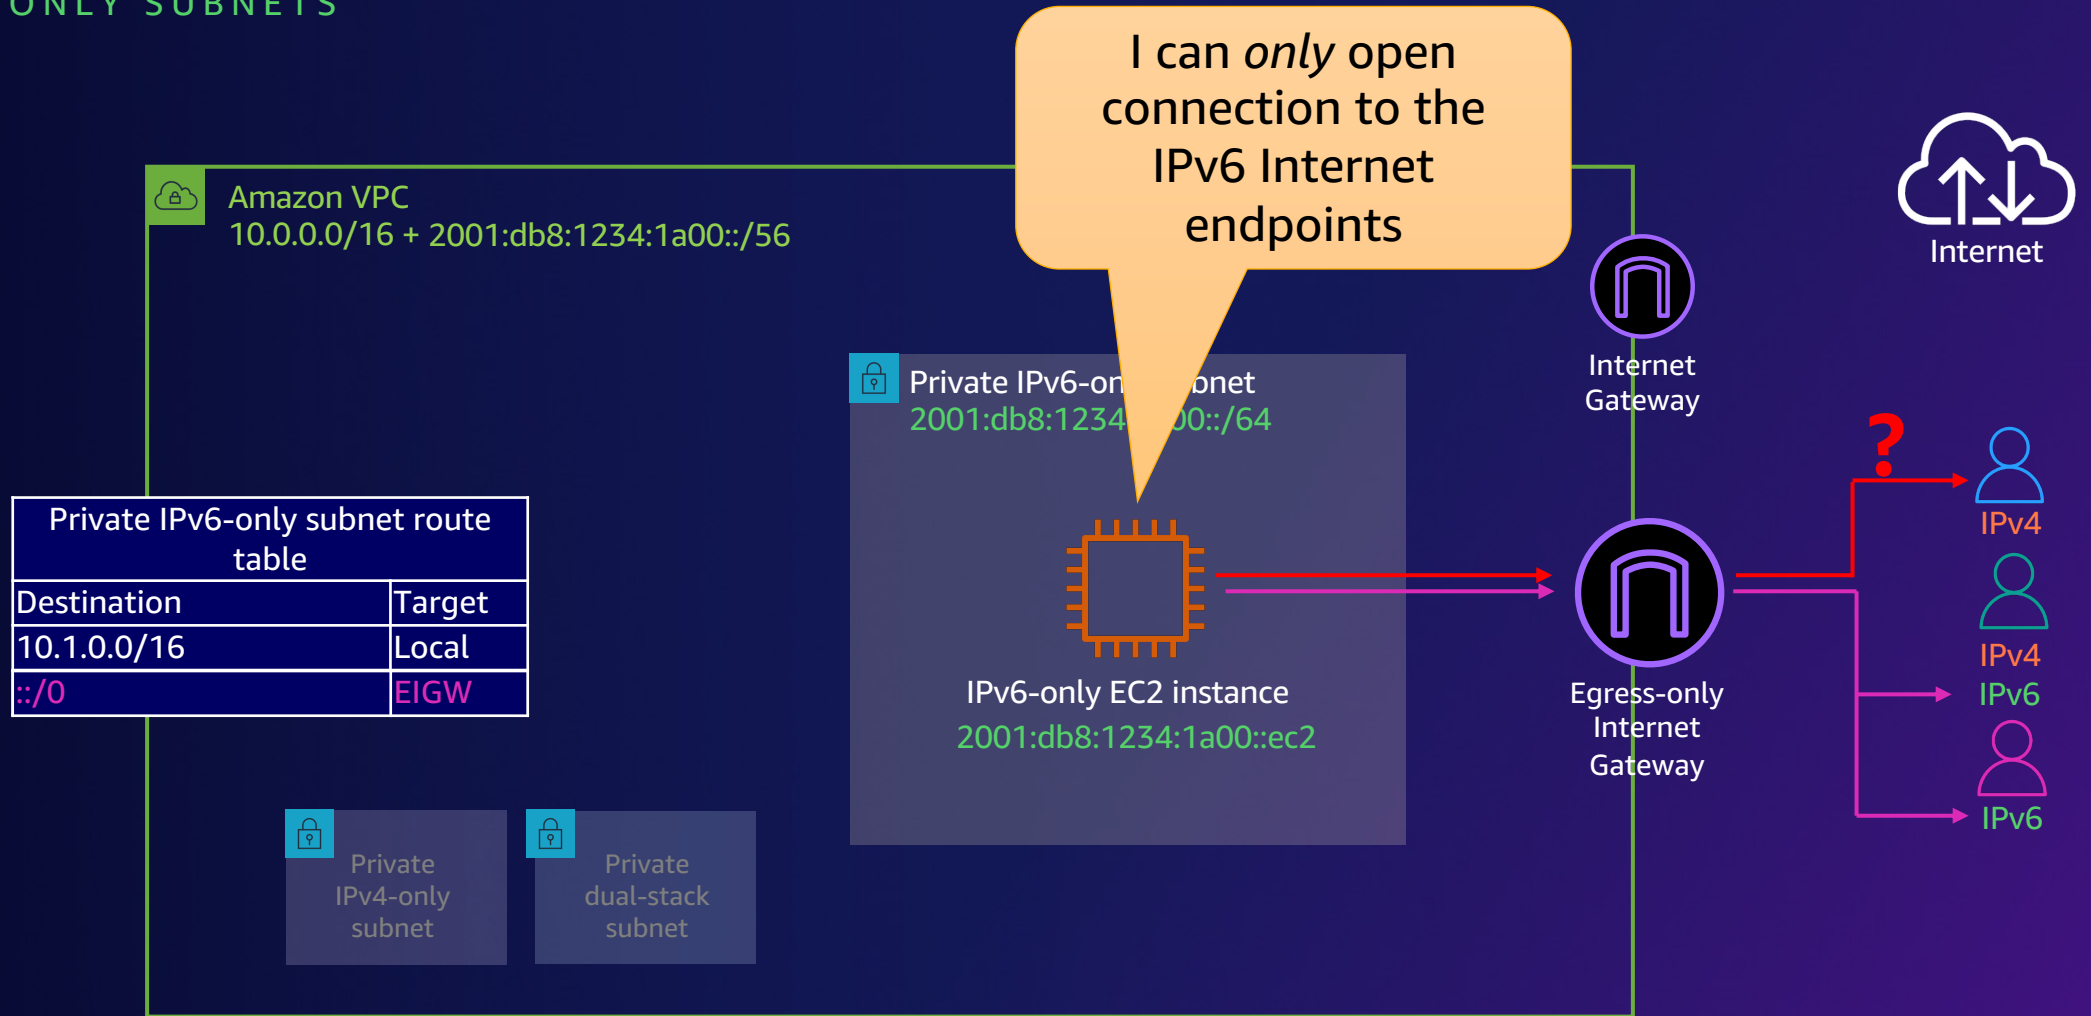 ONLY SUBNETS
I can only open
connection to the
IPv6 Internet
endpoints
Amazon VPC
10.0.0.0/16 + 2001:db8:1234:1a00::/56
Internet
Internet
Gateway
Private IPv6-on bnet
2001:db8:1234 00::/64
?
IPv4
Private IPv6-only subnet route
table
Destination Target
10.1.0.0/16 Local
::/0 EIGW
IPv4
IPv6
IPv6-only EC2 instance
2001:db8:1234:1a00::ec2
Egress-only
Internet
Gateway
IPv6
Private
IPv4-only
subnet
Private
dual-stack
subnet